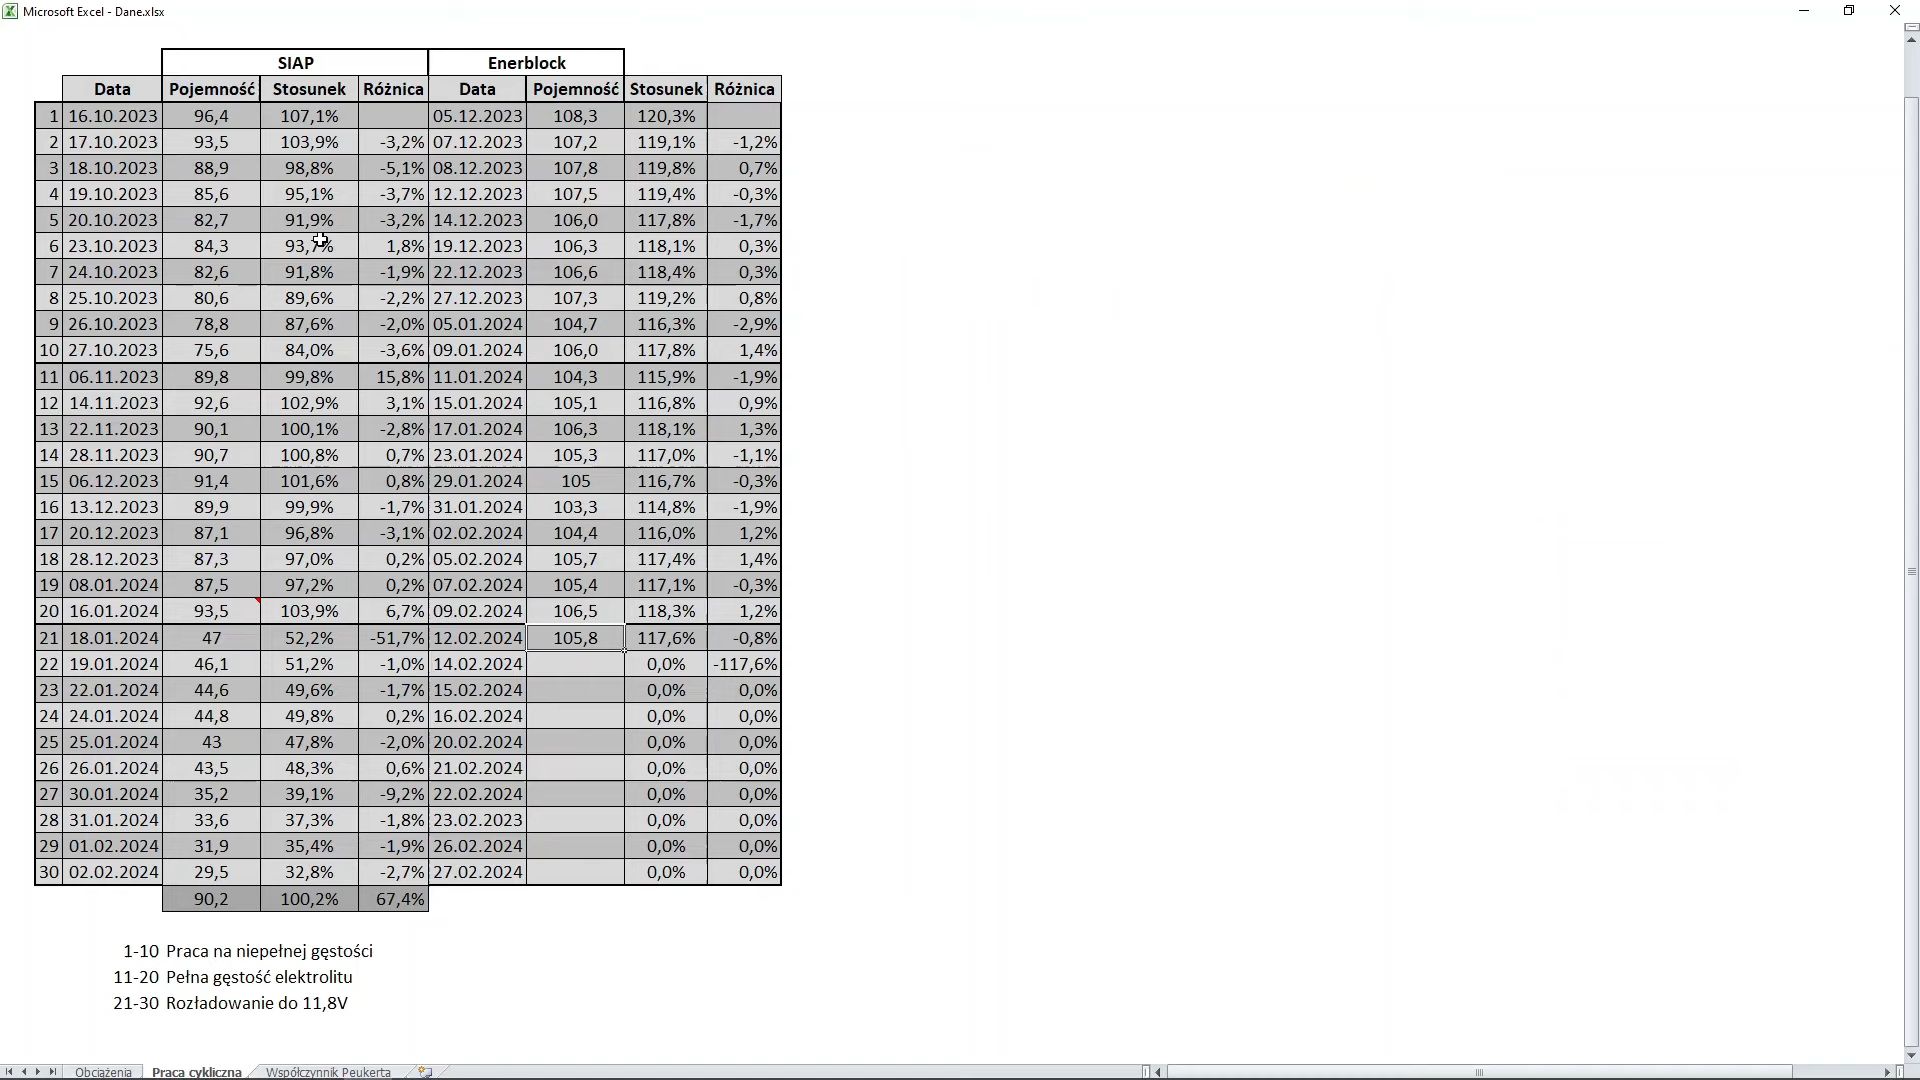 Microsoft Excel - Dane.xlsx
SIAP Enerblock
Data Pojemność Stosunek Różnica Data Pojemność Stosunek Różnica
1 16.10.2023 96,4 107,1% 05.12.2023 108,3 120,3%
2 17.10.2023 93,5 103,9% -3,2% 07.12.2023 107,2 119,1% -1,2%
3 18.10.2023 88,9 98,8% -5,1% 08.12.2023 107,8 119,8% 0,7%
4 19.10.2023 85,6 95,1% -3,7% 12.12.2023 107,5 119,4% -0,3%
5 20.10.2023 82,7 91,9% -3,2% 14.12.2023 106,0 117,8% -1,7%
6 23.10.2023 84,3 93,7% 1,8% 19.12.2023 106,3 118,1% 0,3%
7 24.10.2023 82,6 91,8% -1,9% 22.12.2023 106,6 118,4% 0,3%
8 25.10.2023 80,6 89,6% -2,2% 27.12.2023 107,3 119,2% 0,8%
9 26.10.2023 78,8 87,6% -2,0% 05.01.2024 104,7 116,3% -2,9%
10 27.10.2023 75,6 84,0% -3,6% 09.01.2024 106,0 117,8% 1,4%
11 06.11.2023 89,8 99,8% 15,8% 11.01.2024 104,3 115,9% -1,9%
12 14.11.2023 92,6 102,9% 3,1% 15.01.2024 105,1 116,8% 0,9%
13 22.11.2023 90,1 100,1% -2,8% 17.01.2024 106,3 118,1% 1,3%
14 28.11.2023 90,7 100,8% 0,7% 23.01.2024 105,3 117,0% -1,1%
15 06.12.2023 91,4 101,6% 0,8% 29.01.2024 105 116,7% -0,3%
16 13.12.2023 89,9 99,9% -1,7% 31.01.2024 103,3 114,8% -1,9%
17 20.12.2023 87,1 96,8% -3,1% 02.02.2024 104,4 116,0% 1,2%
18 28.12.2023 87,3 97,0% 0,2% 05.02.2024 105,7 117,4% 1,4%
19 08.01.2024 87,5 97,2% 0,2% 07.02.2024 105,4 117,1% -0,3%
20 16.01.2024 93,5 103,9% 6,7% 09.02.2024 106,5 118,3% 1,2%
21 18.01.2024 47 52,2% -51,7% 12.02.2024 105,8 117,6% -0,8%
22 19.01.2024 46,1 51,2% -1,0% 14.02.2024 0,0% -117,6%
23 22.01.2024 44,6 49,6% -1,7% 15.02.2024 0,0% 0,0%
24 24.01.2024 44,8 49,8% 0,2% 16.02.2024 0,0% 0,0%
25 25.01.2024 43 47,8% -2,0% 20.02.2024 0,0% 0,0%
26 26.01.2024 43,5 48,3% 0,6% 21.02.2024 0,0% 0,0%
27 30.01.2024 35,2 39,1% -9,2% 22.02.2024 0,0% 0,0%
28 31.01.2024 33,6 37,3% -1,8% 23.02.2023 0,0% 0,0%
29 01.02.2024 31,9 35,4% -1,9% 26.02.2024 0,0% 0,0%
30 02.02.2024 29,5 32,8% -2,7% 27.02.2024 0,0% 0,0%
90,2 100,2% 67,4%
1-10 Praca na niepełnej gęstości
11-20 Pełna gęstość elektrolitu
21-30 Rozładowanie do 11,8V
Obciążenia Praca cykliczna Współczynnik Peukerta